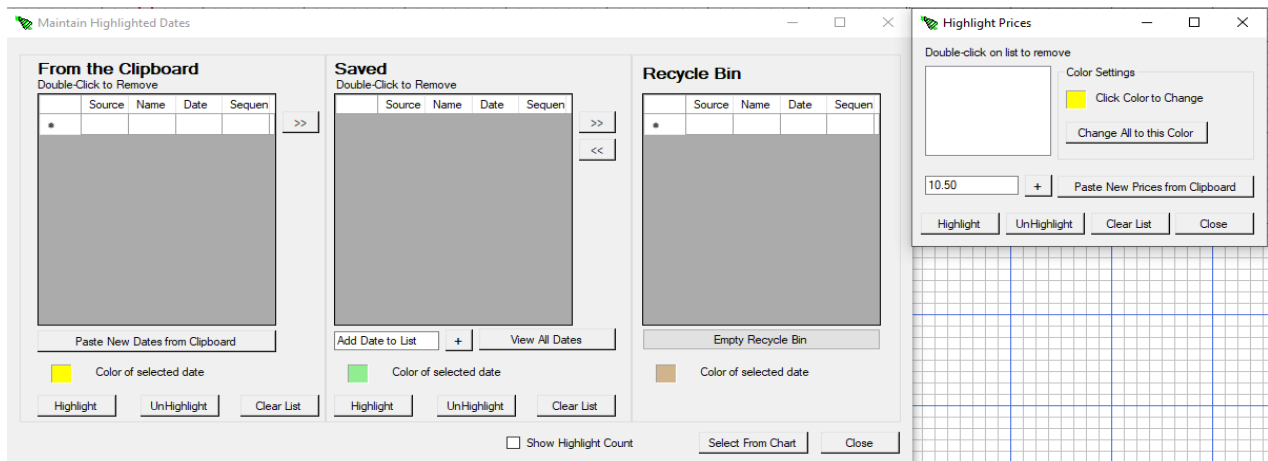 Maintain Highlighted Dates
From the Clipboard
Double-Click to Remove
Source Name Date Sequen
*
>>
Paste New Dates from Clipboard
Color of selected date
Highlight UnHighlight Clear List
Saved
Double-Click to Remove
Source Name Date Sequen
>>
<<
Add Date to List + View All Dates
Color of selected date
Highlight UnHighlight Clear List
Recycle Bin
Source Name Date Sequen
*
Empty Recycle Bin
Color of selected date
Show Highlight Count Select From Chart Close
Highlight Prices
Double-click on list to remove
Color Settings
Click Color to Change
Change All to this Color
10.50 + Paste New Prices from Clipboard
Highlight UnHighlight Clear List Close